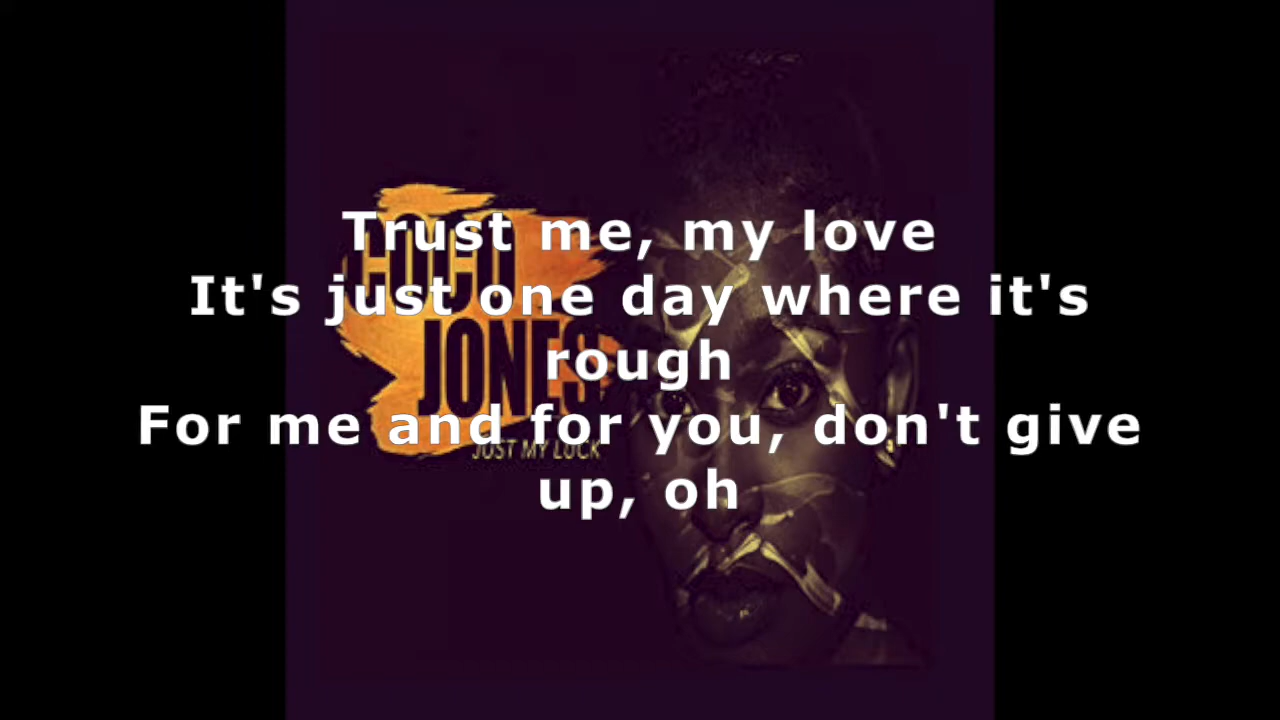 COCO
JONES
JUST MY LUCK
Trust me, my love
It's just one day where it's
rough
For me and for you, don't give
up, oh